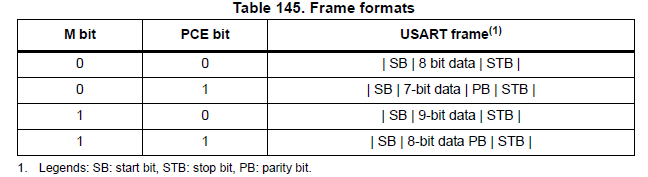 Table 145. Frame formats
M bit PCE bit USART frame(1)
0 0 | SB | 8 bit data | STB |
0 1 | SB | 7-bit data | PB | STB |
1 0 | SB | 9-bit data | STB |
1 1 | SB | 8-bit data PB | STB |
1. Legends: SB: start bit, STB: stop bit, PB: parity bit.